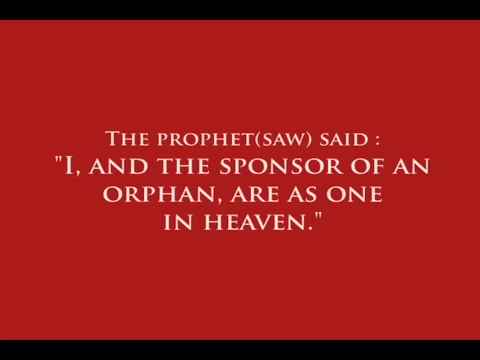 The prophet(saw) said :
"I, and the sponsor of an
orphan, are as one
in heaven."